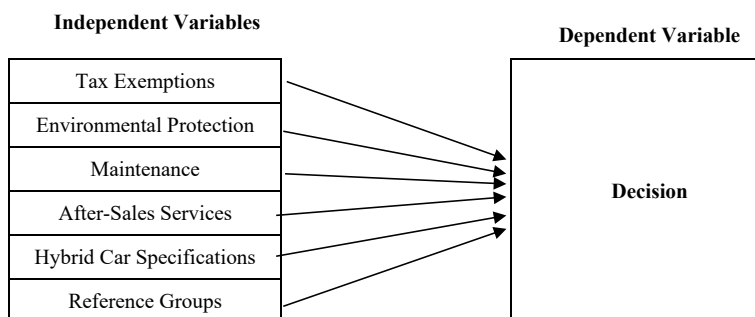 Independent Variables
Dependent Variable
Tax Exemptions
Environmental Protection
Maintenance
After-Sales Services
Hybrid Car Specifications
Reference Groups
Decision